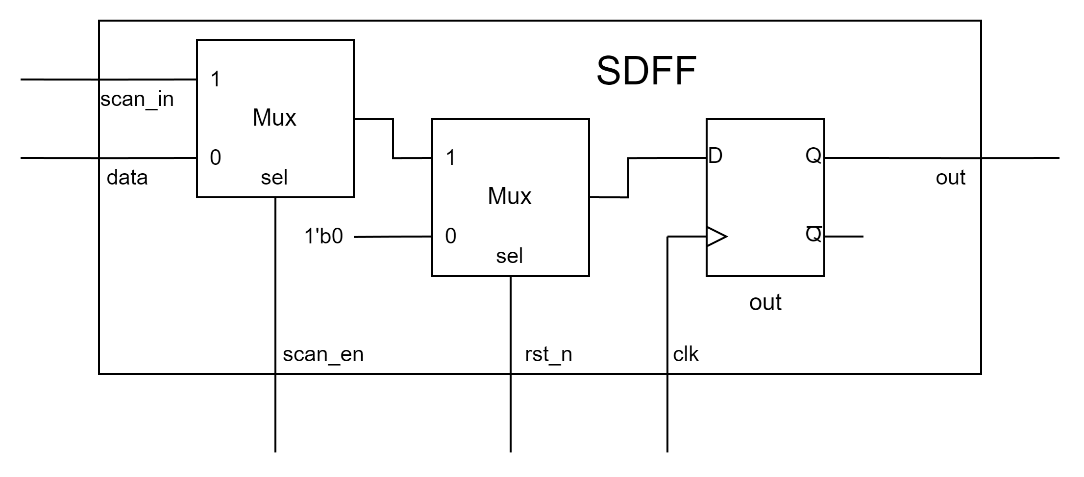 SDFF
1
scan_in
Mux
0
data
sel
1
D
Q
out
Mux
1'b0
0
Q
sel
out
scan_en
rst_n
clk